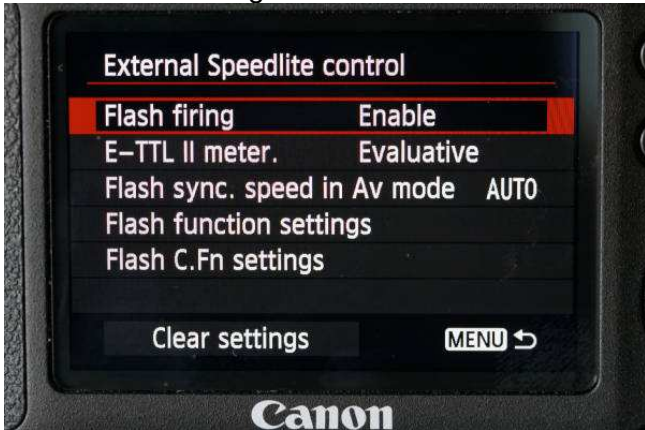 External Speedlite control
Flash firing Enable
E-TTL II meter. Evaluative
Flash sync. speed in Av mode AUTO
Flash function settings
Flash C.Fn settings
Clear settings MENU
Canon